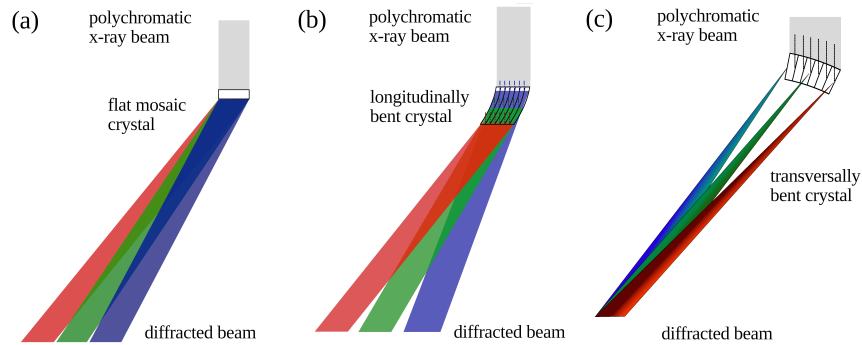 (a)
polychromatic
x-ray beam
flat mosaic
crystal
diffracted beam
(b)
polychromatic
x-ray beam
longitudinally
bent crystal
diffracted beam
(c)
polychromatic
x-ray beam
transversally
bent crystal
diffracted beam